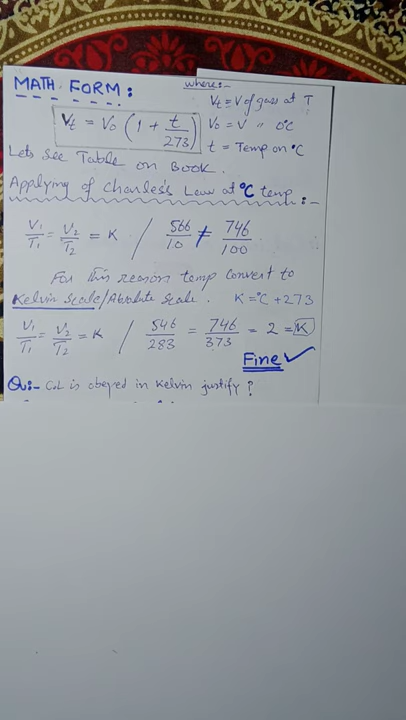 MATH FORM:
where:-
Vt = V of gases at T
Vt = V₀ (1 + t/273)
V₀ = V " 0°C
t = Temp on °C
Lets See Table on Book.
Applying of Charles's Law at °C temp :-
V₁/T₁ = V₂/T₂ = K / 566/10 ≠ 746/100
For this reason temp convert to
Kelvin Scale/Absolute Scale. K = °C + 273
V₁/T₁ = V₂/T₂ = K / 546/283 = 746/373 = 2 = K
Fine ✓
Qu:- CoL is obeyed in Kelvin justify?